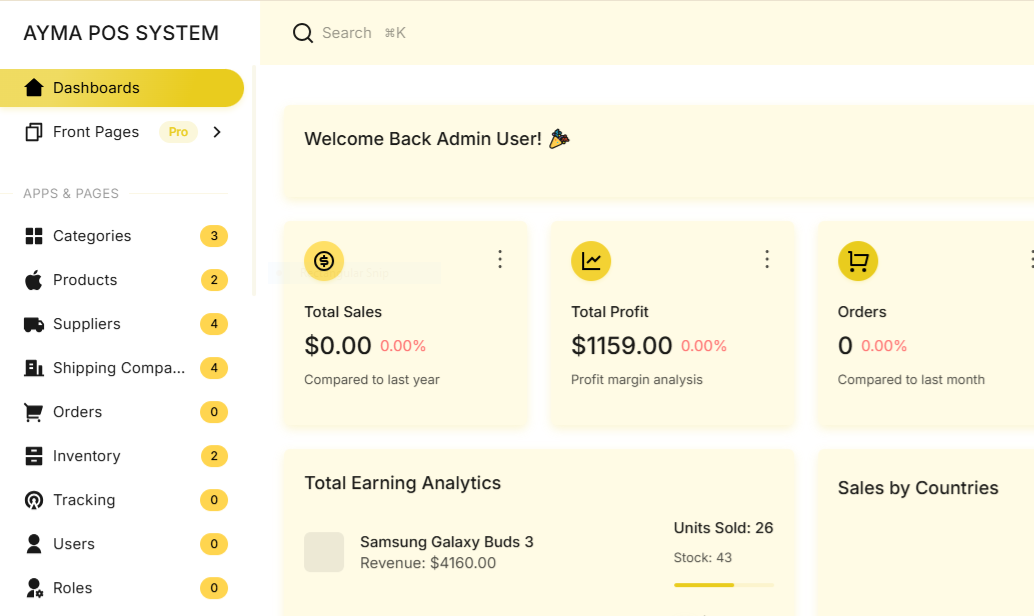 AYMA POS SYSTEM
Search ⌘K
Dashboards
Front Pages Pro
APPS & PAGES
Categories 3
Products 2
Suppliers 4
Shipping Compa... 4
Orders 0
Inventory 2
Tracking 0
Users 0
Roles 0
Welcome Back Admin User! 🎉
Total Sales
$0.00 0.00%
Compared to last year
Total Profit
$1159.00 0.00%
Profit margin analysis
Orders
0 0.00%
Compared to last month
Total Earning Analytics
Samsung Galaxy Buds 3
Revenue: $4160.00
Units Sold: 26
Stock: 43
Sales by Countries